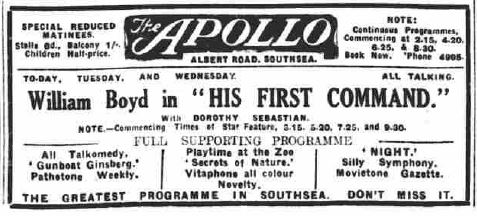 SPECIAL REDUCED
MATINEES.
Stalls 6d., Balcony 1/-.
Children Half-price.
The APOLLO
ALBERT ROAD. SOUTHSEA.
NOTE:
Continuous Programmes,
Commencing at 2-15, 4-20,
6.25, & 8-30.
Book Now. 'Phone 4905.
TO-DAY, TUESDAY, AND WEDNESDAY. ALL TALKING.
William Boyd in "HIS FIRST COMMAND."
With DOROTHY SEBASTIAN.
NOTE.—Commencing Times of Star Feature, 3.15, 5.20, 7.25, and 9.30.
FULL SUPPORTING PROGRAMME
All Talkomedy,
'Gunboat Ginsberg.'
Pathetone Weekly.
Playtime at the Zoo
'Secrets of Nature.'
Vitaphone all colour
Novelty.
'NIGHT,'
Silly Symphony.
Movietone Gazette.
THE GREATEST PROGRAMME IN SOUTHSEA. DON'T MISS IT.